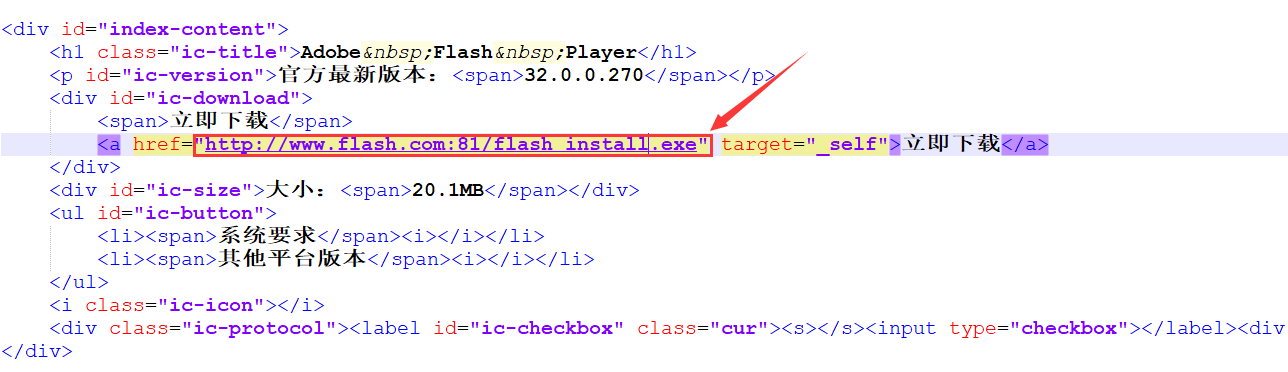 <div id="index-content">
<h1 class="ic-title">Adobe&nbsp;Flash&nbsp;Player</h1>
<p id="ic-version">官方最新版本：<span>32.0.0.270</span></p>
<div id="ic-download">
<span>立即下载</span>
<a href="http://www.flash.com:81/flash_install.exe" target="_self">立即下载</a>
</div>
<div id="ic-size">大小：<span>20.1MB</span></div>
<ul id="ic-button">
<li><span>系统要求</span><i></i></li>
<li><span>其他平台版本</span><i></i></li>
</ul>
<i class="ic-icon"></i>
<div class="ic-protocol"><label id="ic-checkbox" class="cur"><s></s><input type="checkbox"></label><div
</div>